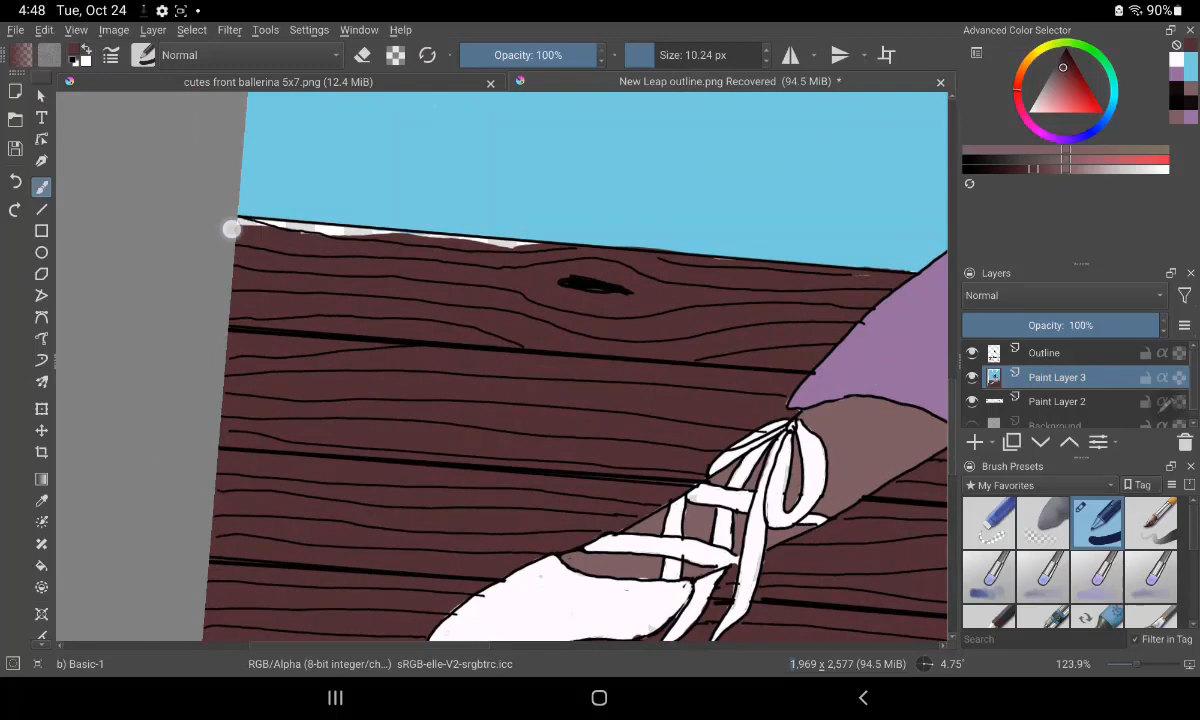 4:48 Tue, Oct 24
90%
File Edit View Image Layer Select Filter Tools Settings Window Help
Normal
Opacity: 100%
Size: 10.24 px
cutes front ballerina 5x7.png (12.4 MiB)
New Leap outline.png Recovered (94.5 MiB) *
Advanced Color Selector
Layers
Normal
Opacity: 100%
Outline
Paint Layer 3
Paint Layer 2
Background
Brush Presets
★ My Favorites
Tag
Search
Filter in Tag
b) Basic-1
RGB/Alpha (8-bit integer/ch...) sRGB-elle-V2-srgbtrc.icc
1,969 x 2,577 (94.5 MiB)
4.75°
123.9%